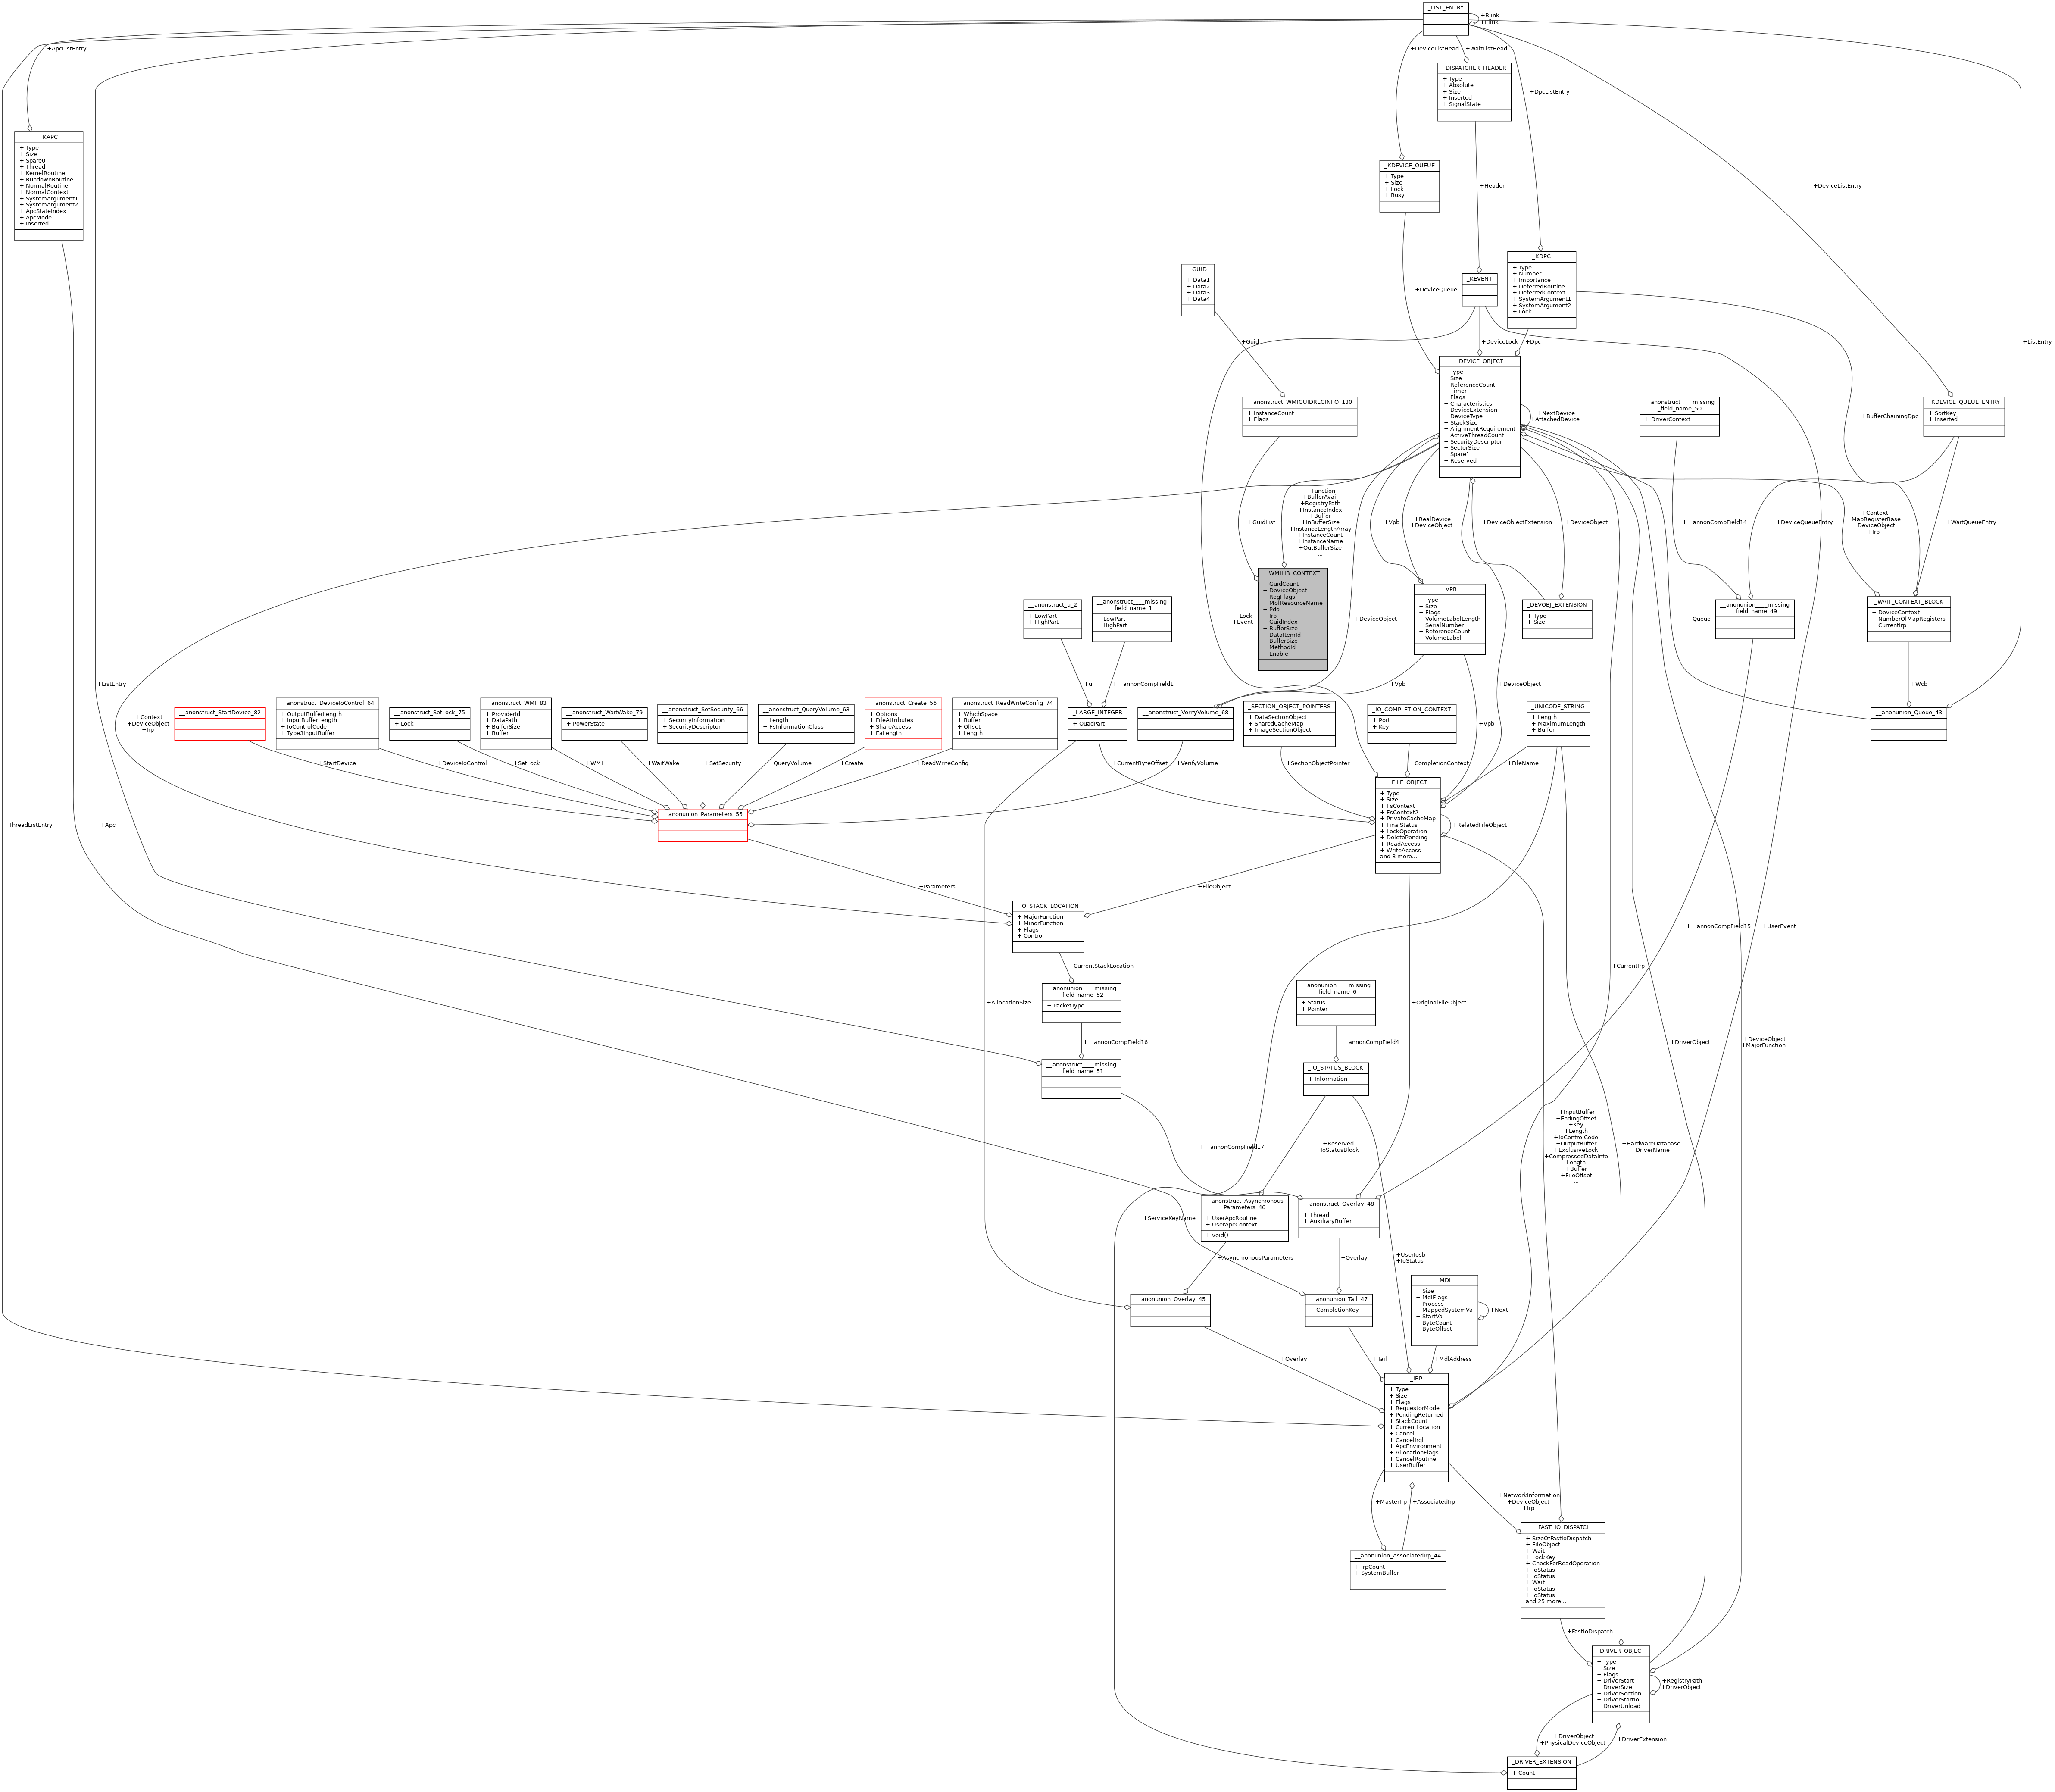 _LIST_ENTRY
+Blink
+Flink
+ApcListEntry
+DeviceListHead
+WaitListHead
_DISPATCHER_HEADER
+ Type
+ Absolute
+ Size
+ Inserted
+ SignalState
+DpcListEntry
_KAPC
+ Type
+ Size
+ Spare0
+ Thread
+ KernelRoutine
+ RundownRoutine
+ NormalRoutine
+ NormalContext
+ SystemArgument1
+ SystemArgument2
+ ApcStateIndex
+ ApcMode
+ Inserted
_KDEVICE_QUEUE
+ Type
+ Size
+ Lock
+ Busy
+Header
+DeviceListEntry
_KDPC
+ Type
+ Number
+ Importance
+ DeferredRoutine
+ DeferredContext
+ SystemArgument1
+ SystemArgument2
+ Lock
_GUID
+ Data1
+ Data2
+ Data3
+ Data4
_KEVENT
+DeviceQueue
+Guid
+DeviceLock
+Dpc
+ListEntry
_DEVICE_OBJECT
+ Type
+ Size
+ ReferenceCount
+ Timer
+ Flags
+ Characteristics
+ DeviceExtension
+ DeviceType
+ StackSize
+ AlignmentRequirement
+ ActiveThreadCount
+ SecurityDescriptor
+ SectorSize
+ Spare1
+ Reserved
+NextDevice
+AttachedDevice
__anonstruct_WMIGUIDREGINFO_130
+ InstanceCount
+ Flags
__anonstruct____missing
_field_name_50
+ DriverContext
+BufferChainingDpc
_KDEVICE_QUEUE_ENTRY
+ SortKey
+ Inserted
+GuidList
+Function
+BufferAvail
+RegistryPath
+InstanceIndex
+Buffer
+InBufferSize
+InstanceLengthArray
+InstanceCount
+InstanceName
+OutBufferSize
...
+Vpb
+RealDevice
+DeviceObject
+DeviceObjectExtension
+DeviceObject
+__annonCompField14
+DeviceQueueEntry
+Context
+MapRegisterBase
+DeviceObject
+Irp
+WaitQueueEntry
_WMILIB_CONTEXT
+ GuidCount
+ DeviceObject
+ RegFlags
+ MofResourceName
+ Pdo
+ Irp
+ GuidIndex
+ BufferSize
+ DataItemId
+ BufferSize
+ MethodId
+ Enable
_VPB
+ Type
+ Size
+ Flags
+ VolumeLabelLength
+ SerialNumber
+ ReferenceCount
+ VolumeLabel
_DEVOBJ_EXTENSION
+ Type
+ Size
__anonunion____missing
_field_name_49
_WAIT_CONTEXT_BLOCK
+ DeviceContext
+ NumberOfMapRegisters
+ CurrentIrp
__anonstruct_u_2
+ LowPart
+ HighPart
__anonstruct____missing
_field_name_1
+ LowPart
+ HighPart
+Lock
+Event
+DeviceObject
+Queue
+ListEntry
+u
+__annonCompField1
+Vpb
+DeviceObject
+Wcb
+Context
+DeviceObject
+Irp
__anonstruct_StartDevice_82
__anonstruct_DeviceIoControl_64
+ OutputBufferLength
+ InputBufferLength
+ IoControlCode
+ Type3InputBuffer
__anonstruct_SetLock_75
+ Lock
__anonstruct_WMI_83
+ ProviderId
+ DataPath
+ BufferSize
+ Buffer
__anonstruct_WaitWake_79
+ PowerState
__anonstruct_SetSecurity_66
+ SecurityInformation
+ SecurityDescriptor
__anonstruct_QueryVolume_63
+ Length
+ FsInformationClass
__anonstruct_Create_56
+ Options
+ FileAttributes
+ ShareAccess
+ EaLength
__anonstruct_ReadWriteConfig_74
+ WhichSpace
+ Buffer
+ Offset
+ Length
_LARGE_INTEGER
+ QuadPart
__anonstruct_VerifyVolume_68
_SECTION_OBJECT_POINTERS
+ DataSectionObject
+ SharedCacheMap
+ ImageSectionObject
_IO_COMPLETION_CONTEXT
+ Port
+ Key
+Vpb
_UNICODE_STRING
+ Length
+ MaximumLength
+ Buffer
__anonunion_Queue_43
+StartDevice
+DeviceIoControl
+SetLock
+WMI
+WaitWake
+SetSecurity
+QueryVolume
+Create
+ReadWriteConfig
+CurrentByteOffset
+VerifyVolume
+SectionObjectPointer
+CompletionContext
+FileName
__anonunion_Parameters_55
_FILE_OBJECT
+ Type
+ Size
+ FsContext
+ FsContext2
+ PrivateCacheMap
+ FinalStatus
+ LockOperation
+ DeletePending
+ ReadAccess
+ WriteAccess
and 8 more...
+RelatedFileObject
+ThreadListEntry
+Apc
+Parameters
+FileObject
_IO_STACK_LOCATION
+ MajorFunction
+ MinorFunction
+ Flags
+ Control
+__annonCompField15
+UserEvent
+CurrentStackLocation
+CurrentIrp
__anonunion____missing
_field_name_52
+ PacketType
__anonunion____missing
_field_name_6
+ Status
+ Pointer
+AllocationSize
+OriginalFileObject
+__annonCompField16
+__annonCompField4
+DriverObject
+DeviceObject
+MajorFunction
__anonstruct____missing
_field_name_51
_IO_STATUS_BLOCK
+ Information
+__annonCompField17
+Reserved
+IoStatusBlock
+InputBuffer
+EndingOffset
+Key
+Length
+IoControlCode
+OutputBuffer
+ExclusiveLock
+CompressedDataInfo
Length
+Buffer
+FileOffset
...
+HardwareDatabase
+DriverName
+ServiceKeyName
__anonstruct_Asynchronous
Parameters_46
+ UserApcRoutine
+ UserApcContext
+ void()
__anonstruct_Overlay_48
+ Thread
+ AuxiliaryBuffer
+AsynchronousParameters
+Overlay
+UserIosb
+IoStatus
__anonunion_Overlay_45
__anonunion_Tail_47
+ CompletionKey
_MDL
+ Size
+ MdlFlags
+ Process
+ MappedSystemVa
+ StartVa
+ ByteCount
+ ByteOffset
+Next
+Overlay
+Tail
+MdlAddress
_IRP
+ Type
+ Size
+ Flags
+ RequestorMode
+ PendingReturned
+ StackCount
+ CurrentLocation
+ Cancel
+ CancelIrql
+ ApcEnvironment
+ AllocationFlags
+ CancelRoutine
+ UserBuffer
+MasterIrp
+AssociatedIrp
+NetworkInformation
+DeviceObject
+Irp
__anonunion_AssociatedIrp_44
+ IrpCount
+ SystemBuffer
_FAST_IO_DISPATCH
+ SizeOfFastIoDispatch
+ FileObject
+ Wait
+ LockKey
+ CheckForReadOperation
+ IoStatus
+ IoStatus
+ Wait
+ IoStatus
+ IoStatus
and 25 more...
+FastIoDispatch
_DRIVER_OBJECT
+ Type
+ Size
+ Flags
+ DriverStart
+ DriverSize
+ DriverSection
+ DriverStartIo
+ DriverUnload
+RegistryPath
+DriverObject
+DriverObject
+PhysicalDeviceObject
+DriverExtension
_DRIVER_EXTENSION
+ Count